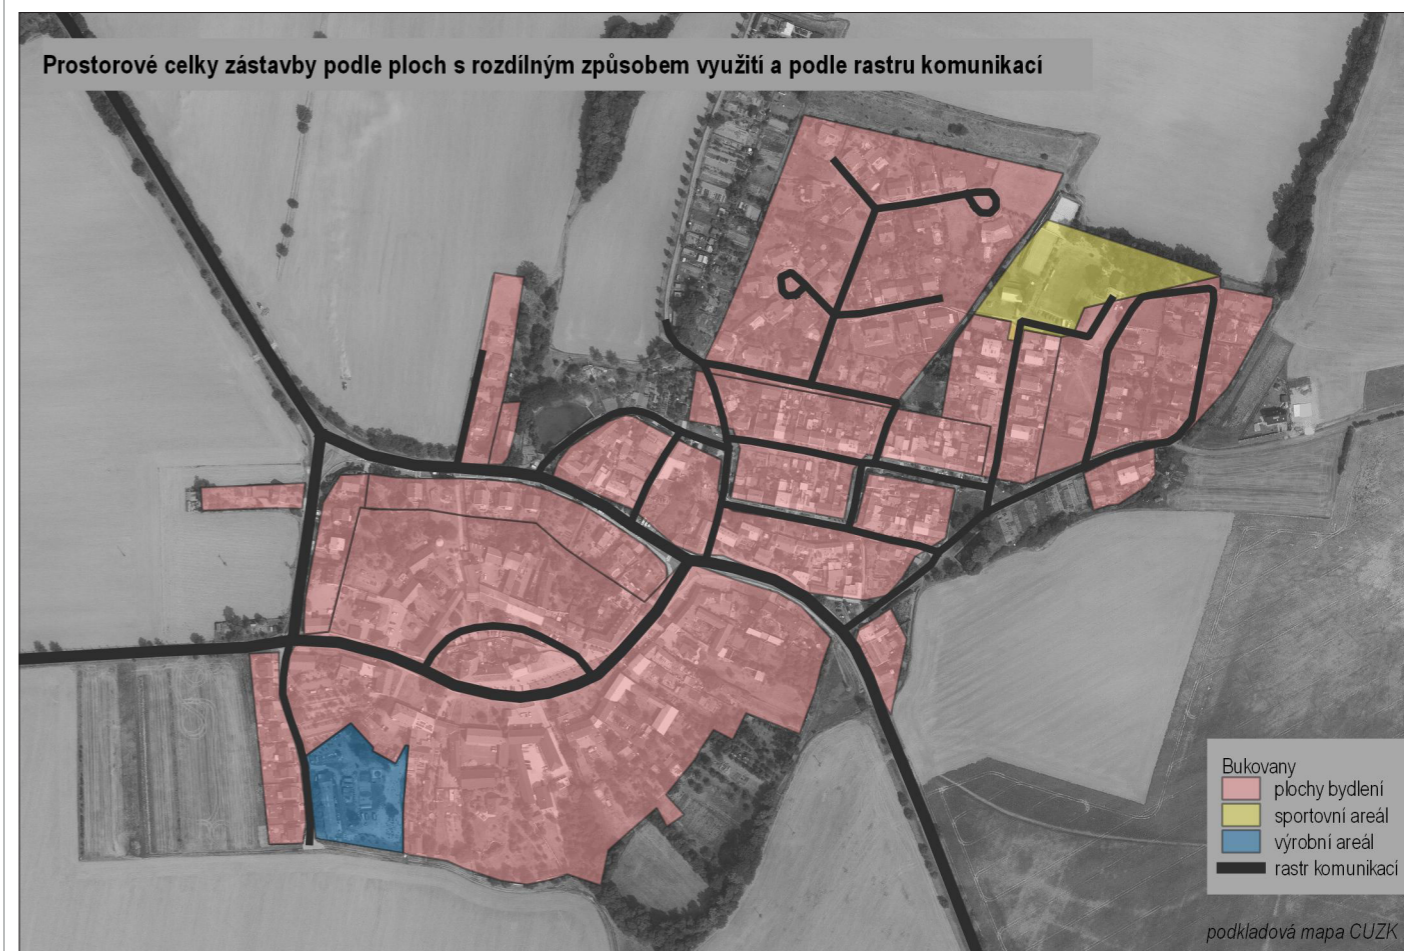 Prostorové celky zástavby podle ploch s rozdílným způsobem využití a podle rastru komunikací
Bukovany
plochy bydlení
sportovní areál
výrobní areál
rastr komunikací
podkladová mapa CUZK